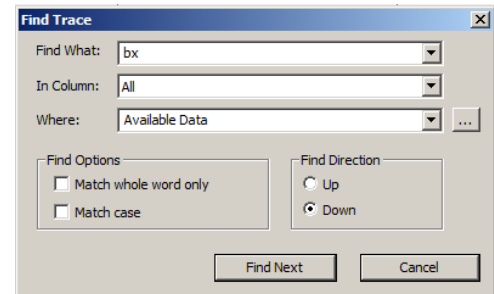 Find Trace
Find What: bx
In Column: All
Where: Available Data ...
Find Options
Match whole word only
Match case
Find Direction
Up
Down
Find Next Cancel